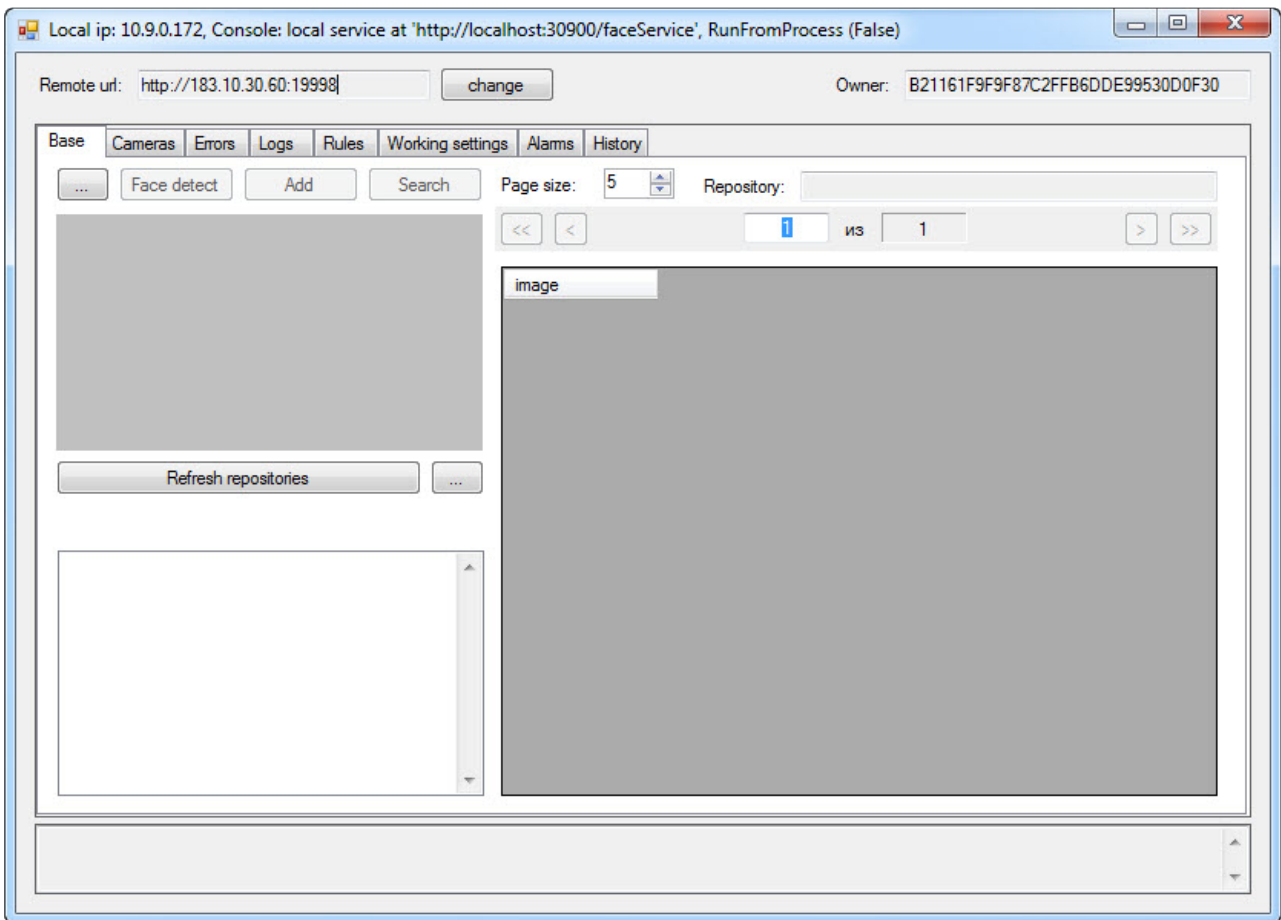 Local ip: 10.9.0.172, Console: local service at 'http://localhost:30900/faceService', RunFromProcess (False)
Remote url: http://183.10.30.60:19998 change Owner: B21161F9F9F87C2FFB6DDE99530D0F30
Base Cameras Errors Logs Rules Working settings Alarms History
... Face detect Add Search Page size: 5 Repository:
<< < 1 из 1 > >>
image
Refresh repositories ...